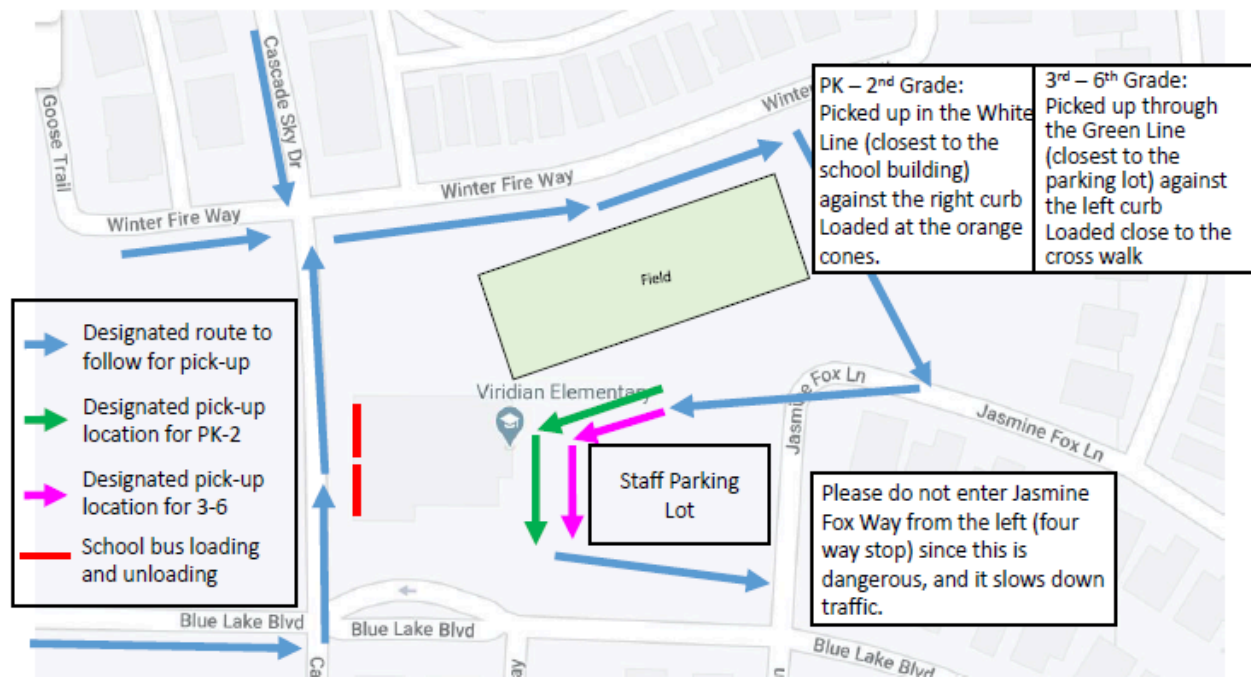 Cascade Sky Dr
Goose Trail
Winter Fire Way
Winter Fire Way
Winter
PK – 2nd Grade:
Picked up in the White
Line (closest to the
school building)
against the right curb
Loaded at the orange
cones.
3rd – 6th Grade:
Picked up through
the Green Line
(closest to the
parking lot) against
the left curb
Loaded close to the
cross walk
Field
Designated route to
follow for pick-up
Designated pick-up
location for PK-2
Designated pick-up
location for 3-6
School bus loading
and unloading
Viridian Elementary
Jasmine Fox Ln
Jasmine Fox Ln
Staff Parking
Lot
Please do not enter Jasmine
Fox Way from the left (four
way stop) since this is
dangerous, and it slows down
traffic.
Blue Lake Blvd
Blue Lake Blvd
Blue Lake Blvd
Ca
ay
n